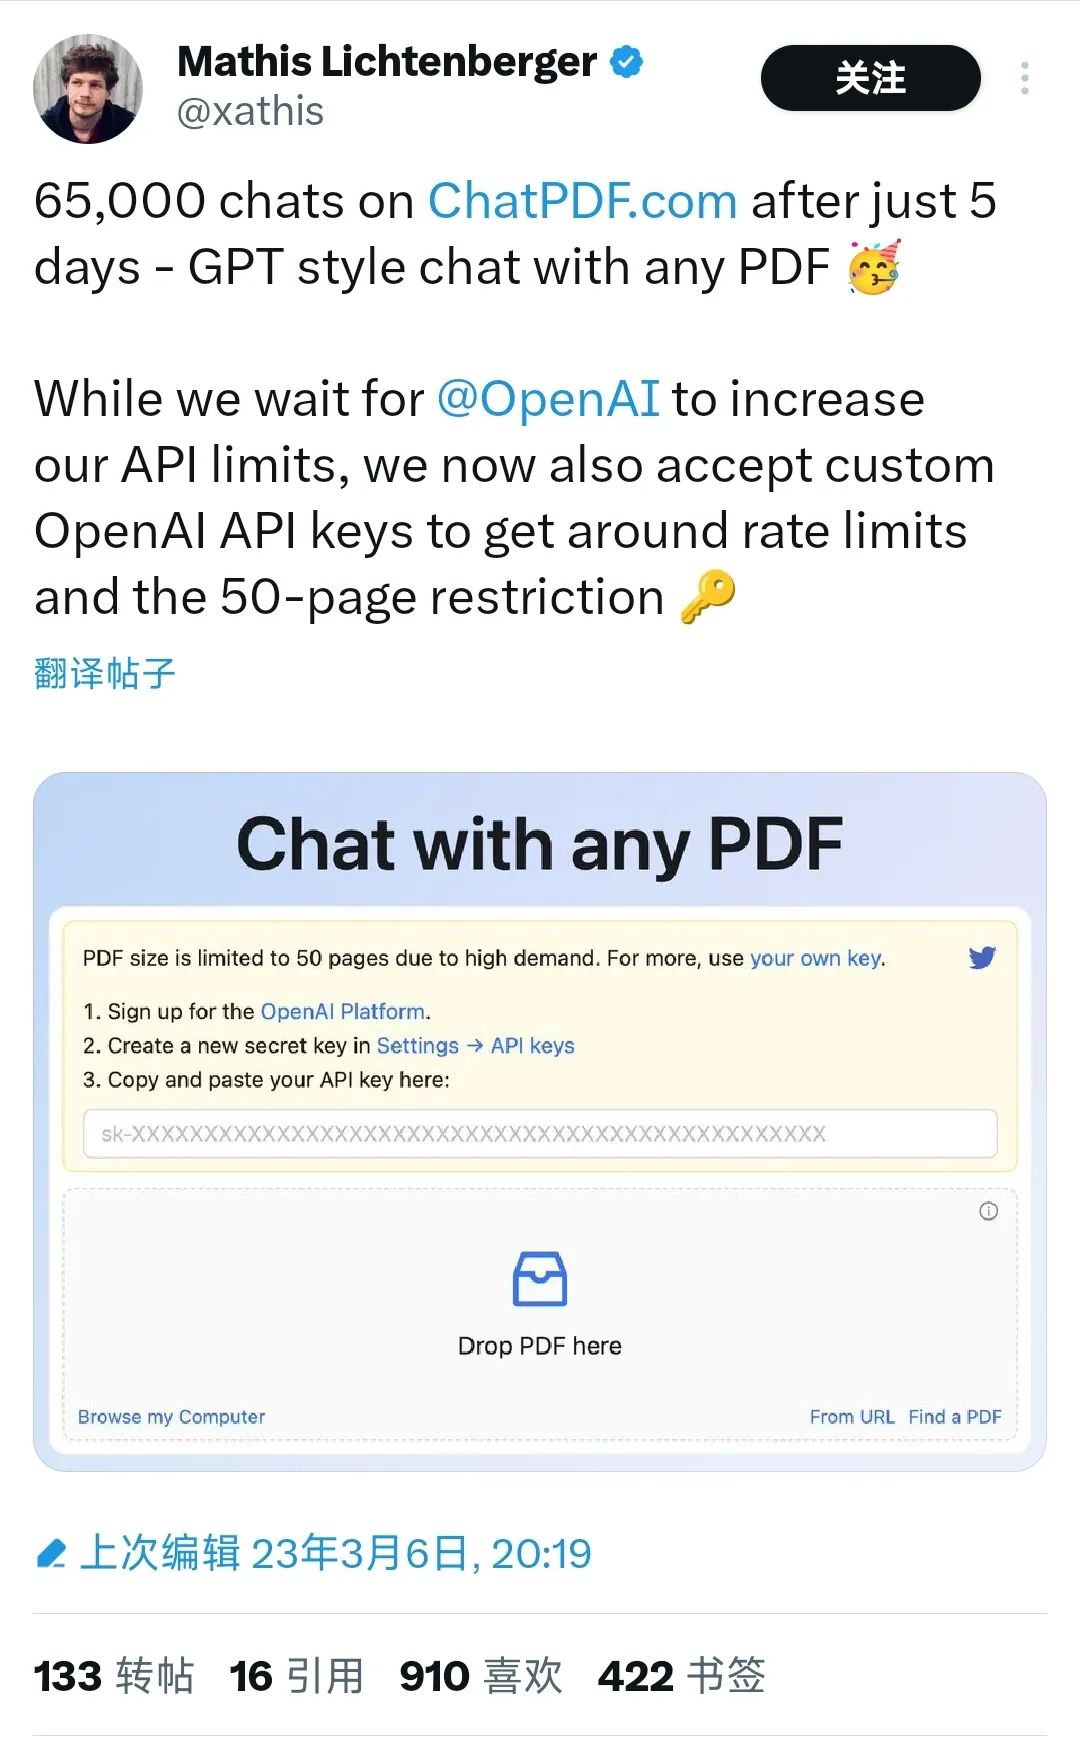 Mathis Lichtenberger
关注
@xathis
65,000 chats on ChatPDF.com after just 5
days - GPT style chat with any PDF 🥳
While we wait for @OpenAI to increase
our API limits, we now also accept custom
OpenAI API keys to get around rate limits
and the 50-page restriction 🔑
翻译帖子
Chat with any PDF
PDF size is limited to 50 pages due to high demand. For more, use your own key.
1. Sign up for the OpenAI Platform.
2. Create a new secret key in Settings → API keys
3. Copy and paste your API key here:
sk-XXXXXXXXXXXXXXXXXXXXXXXXXXXXXXXXXXXXXXXXXXXXXXXX
Drop PDF here
Browse my Computer
From URL Find a PDF
上次编辑 23年3月6日, 20:19
133 转帖 16 引用 910 喜欢 422 书签